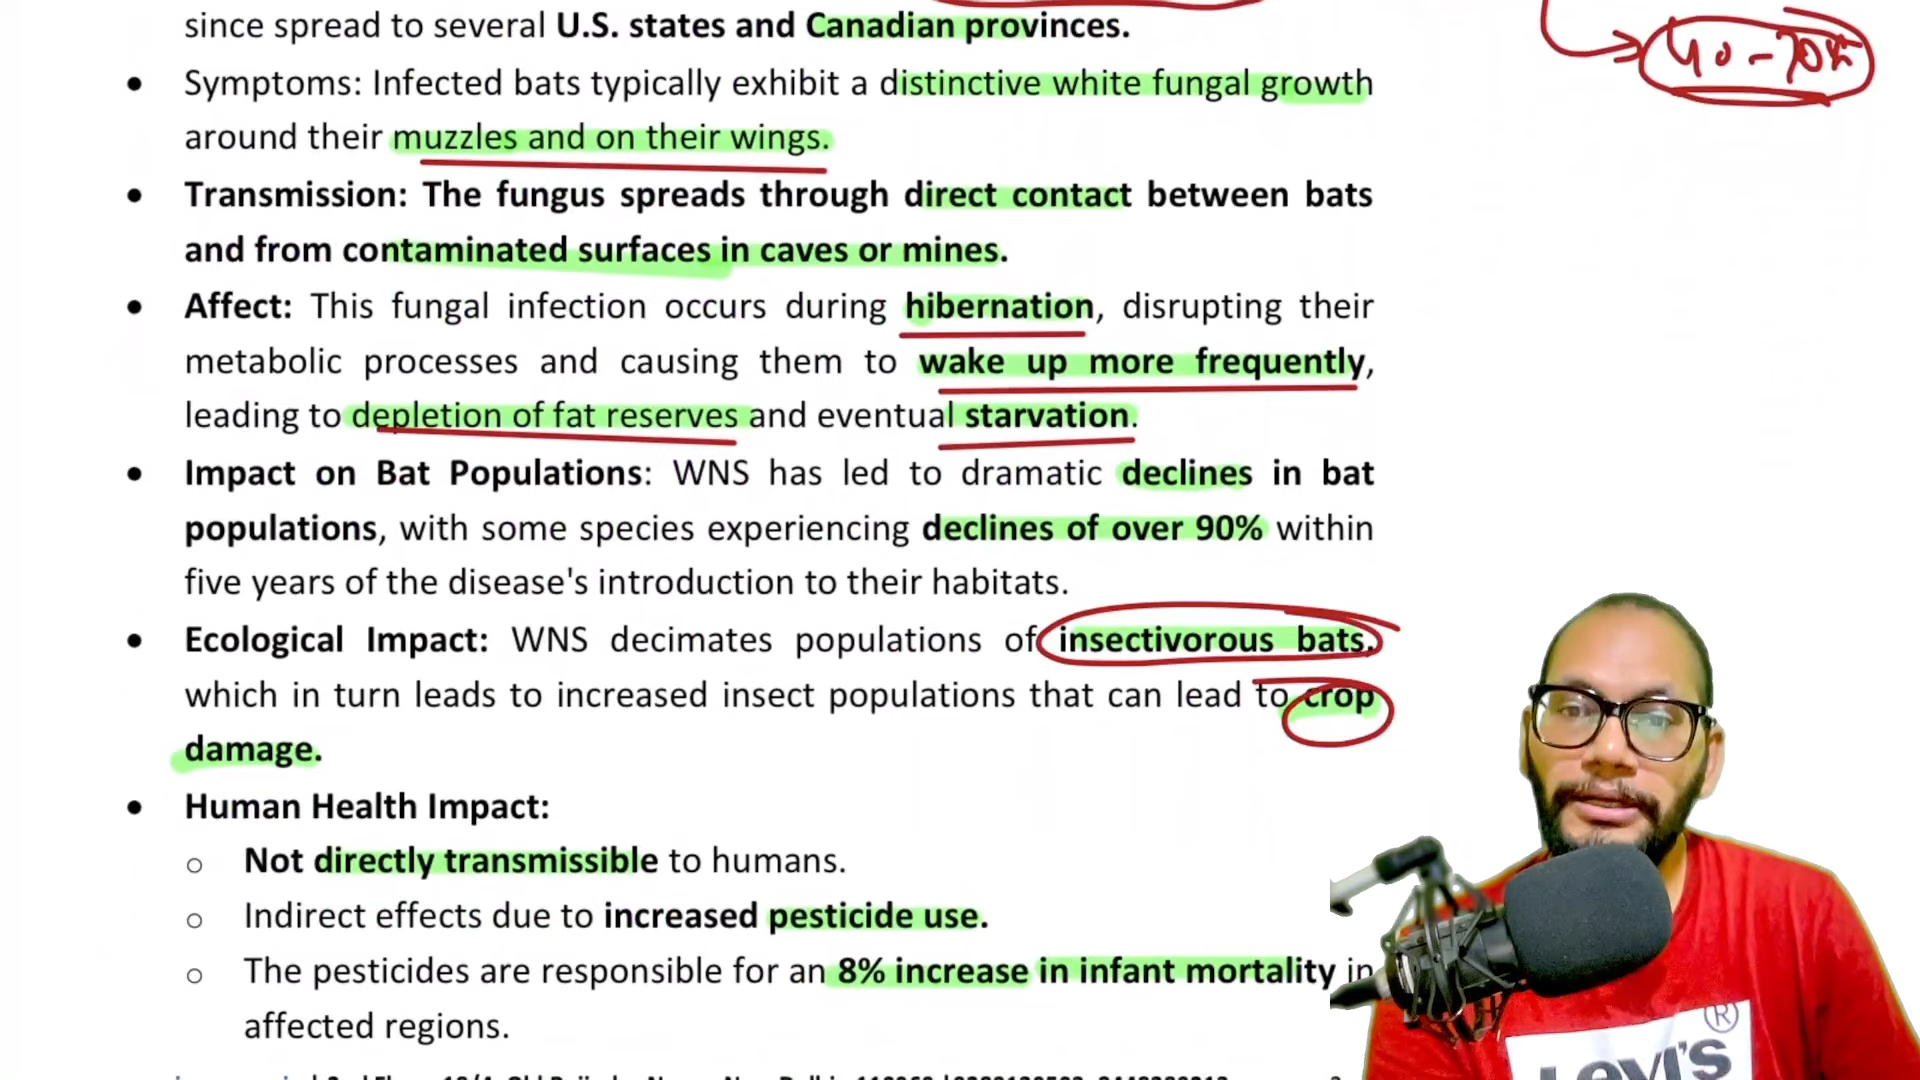 since spread to several U.S. states and Canadian provinces.
40-70%
• Symptoms: Infected bats typically exhibit a distinctive white fungal growth
around their muzzles and on their wings.
• Transmission: The fungus spreads through direct contact between bats
and from contaminated surfaces in caves or mines.
• Affect: This fungal infection occurs during hibernation, disrupting their
metabolic processes and causing them to wake up more frequently,
leading to depletion of fat reserves and eventual starvation.
• Impact on Bat Populations: WNS has led to dramatic declines in bat
populations, with some species experiencing declines of over 90% within
five years of the disease's introduction to their habitats.
• Ecological Impact: WNS decimates populations of insectivorous bats,
which in turn leads to increased insect populations that can lead to crop
damage.
• Human Health Impact:
o Not directly transmissible to humans.
o Indirect effects due to increased pesticide use.
o The pesticides are responsible for an 8% increase in infant mortality in
affected regions.
Levi's ®